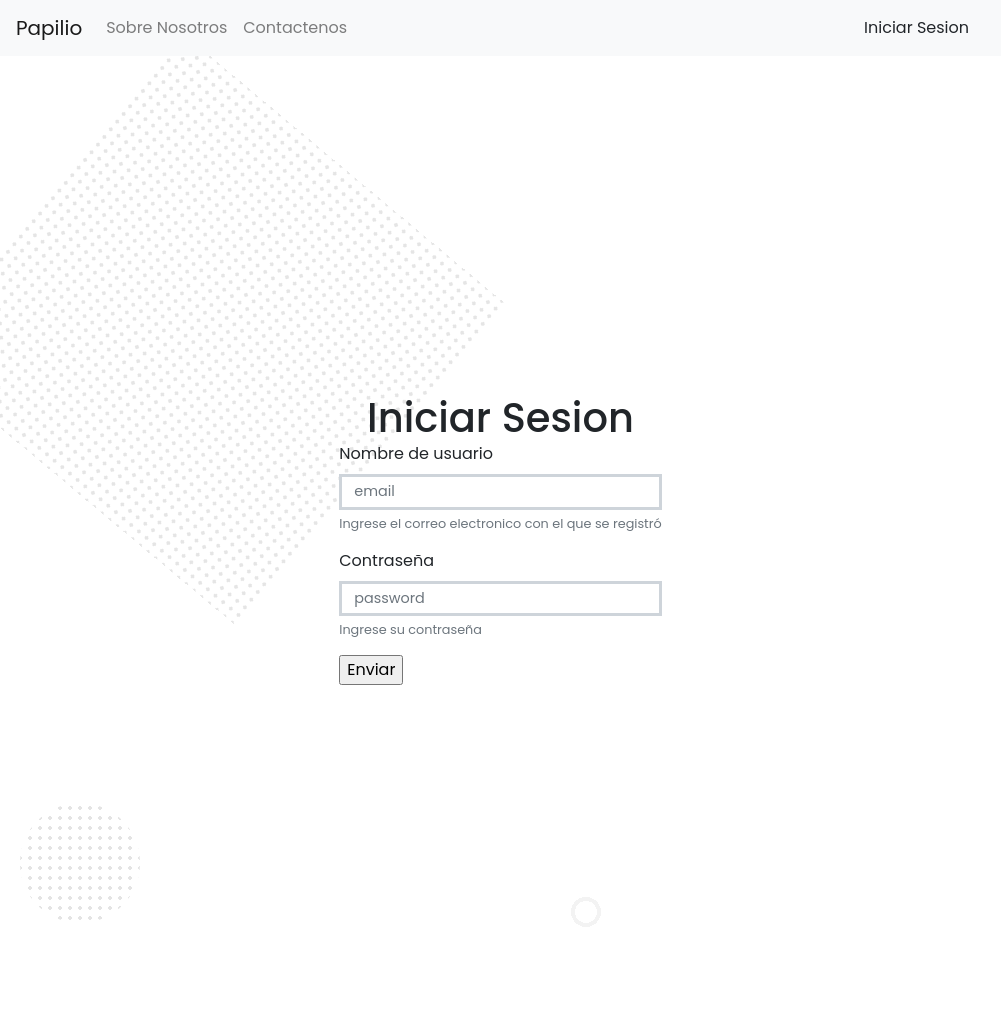 Papilio Sobre Nosotros Contactenos Iniciar Sesion
Iniciar Sesion
Nombre de usuario
email
Ingrese el correo electronico con el que se registró
Contraseña
password
Ingrese su contraseña
Enviar